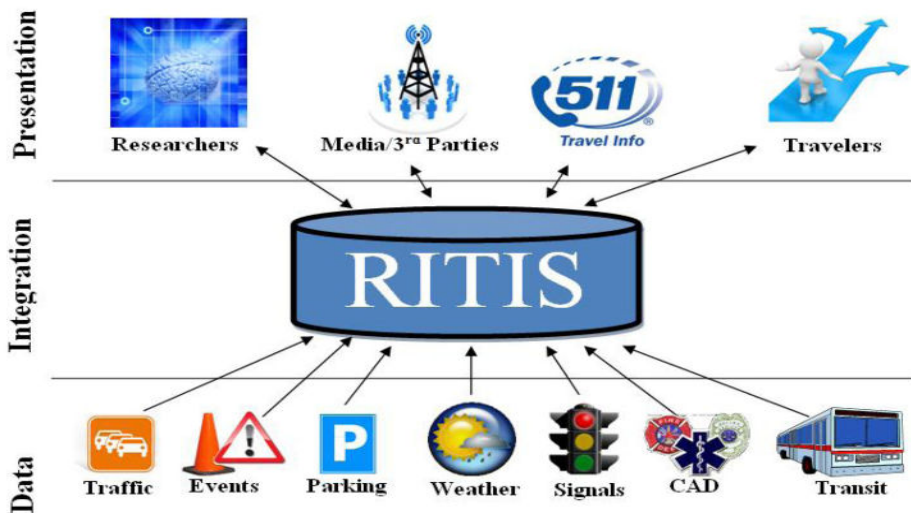 Presentation
511
Travel Info®
Researchers
Media/3rd Parties
Travelers
Integration
RITIS
Data
P
FIRE
Traffic
Events
Parking
Weather
Signals
CAD
Transit